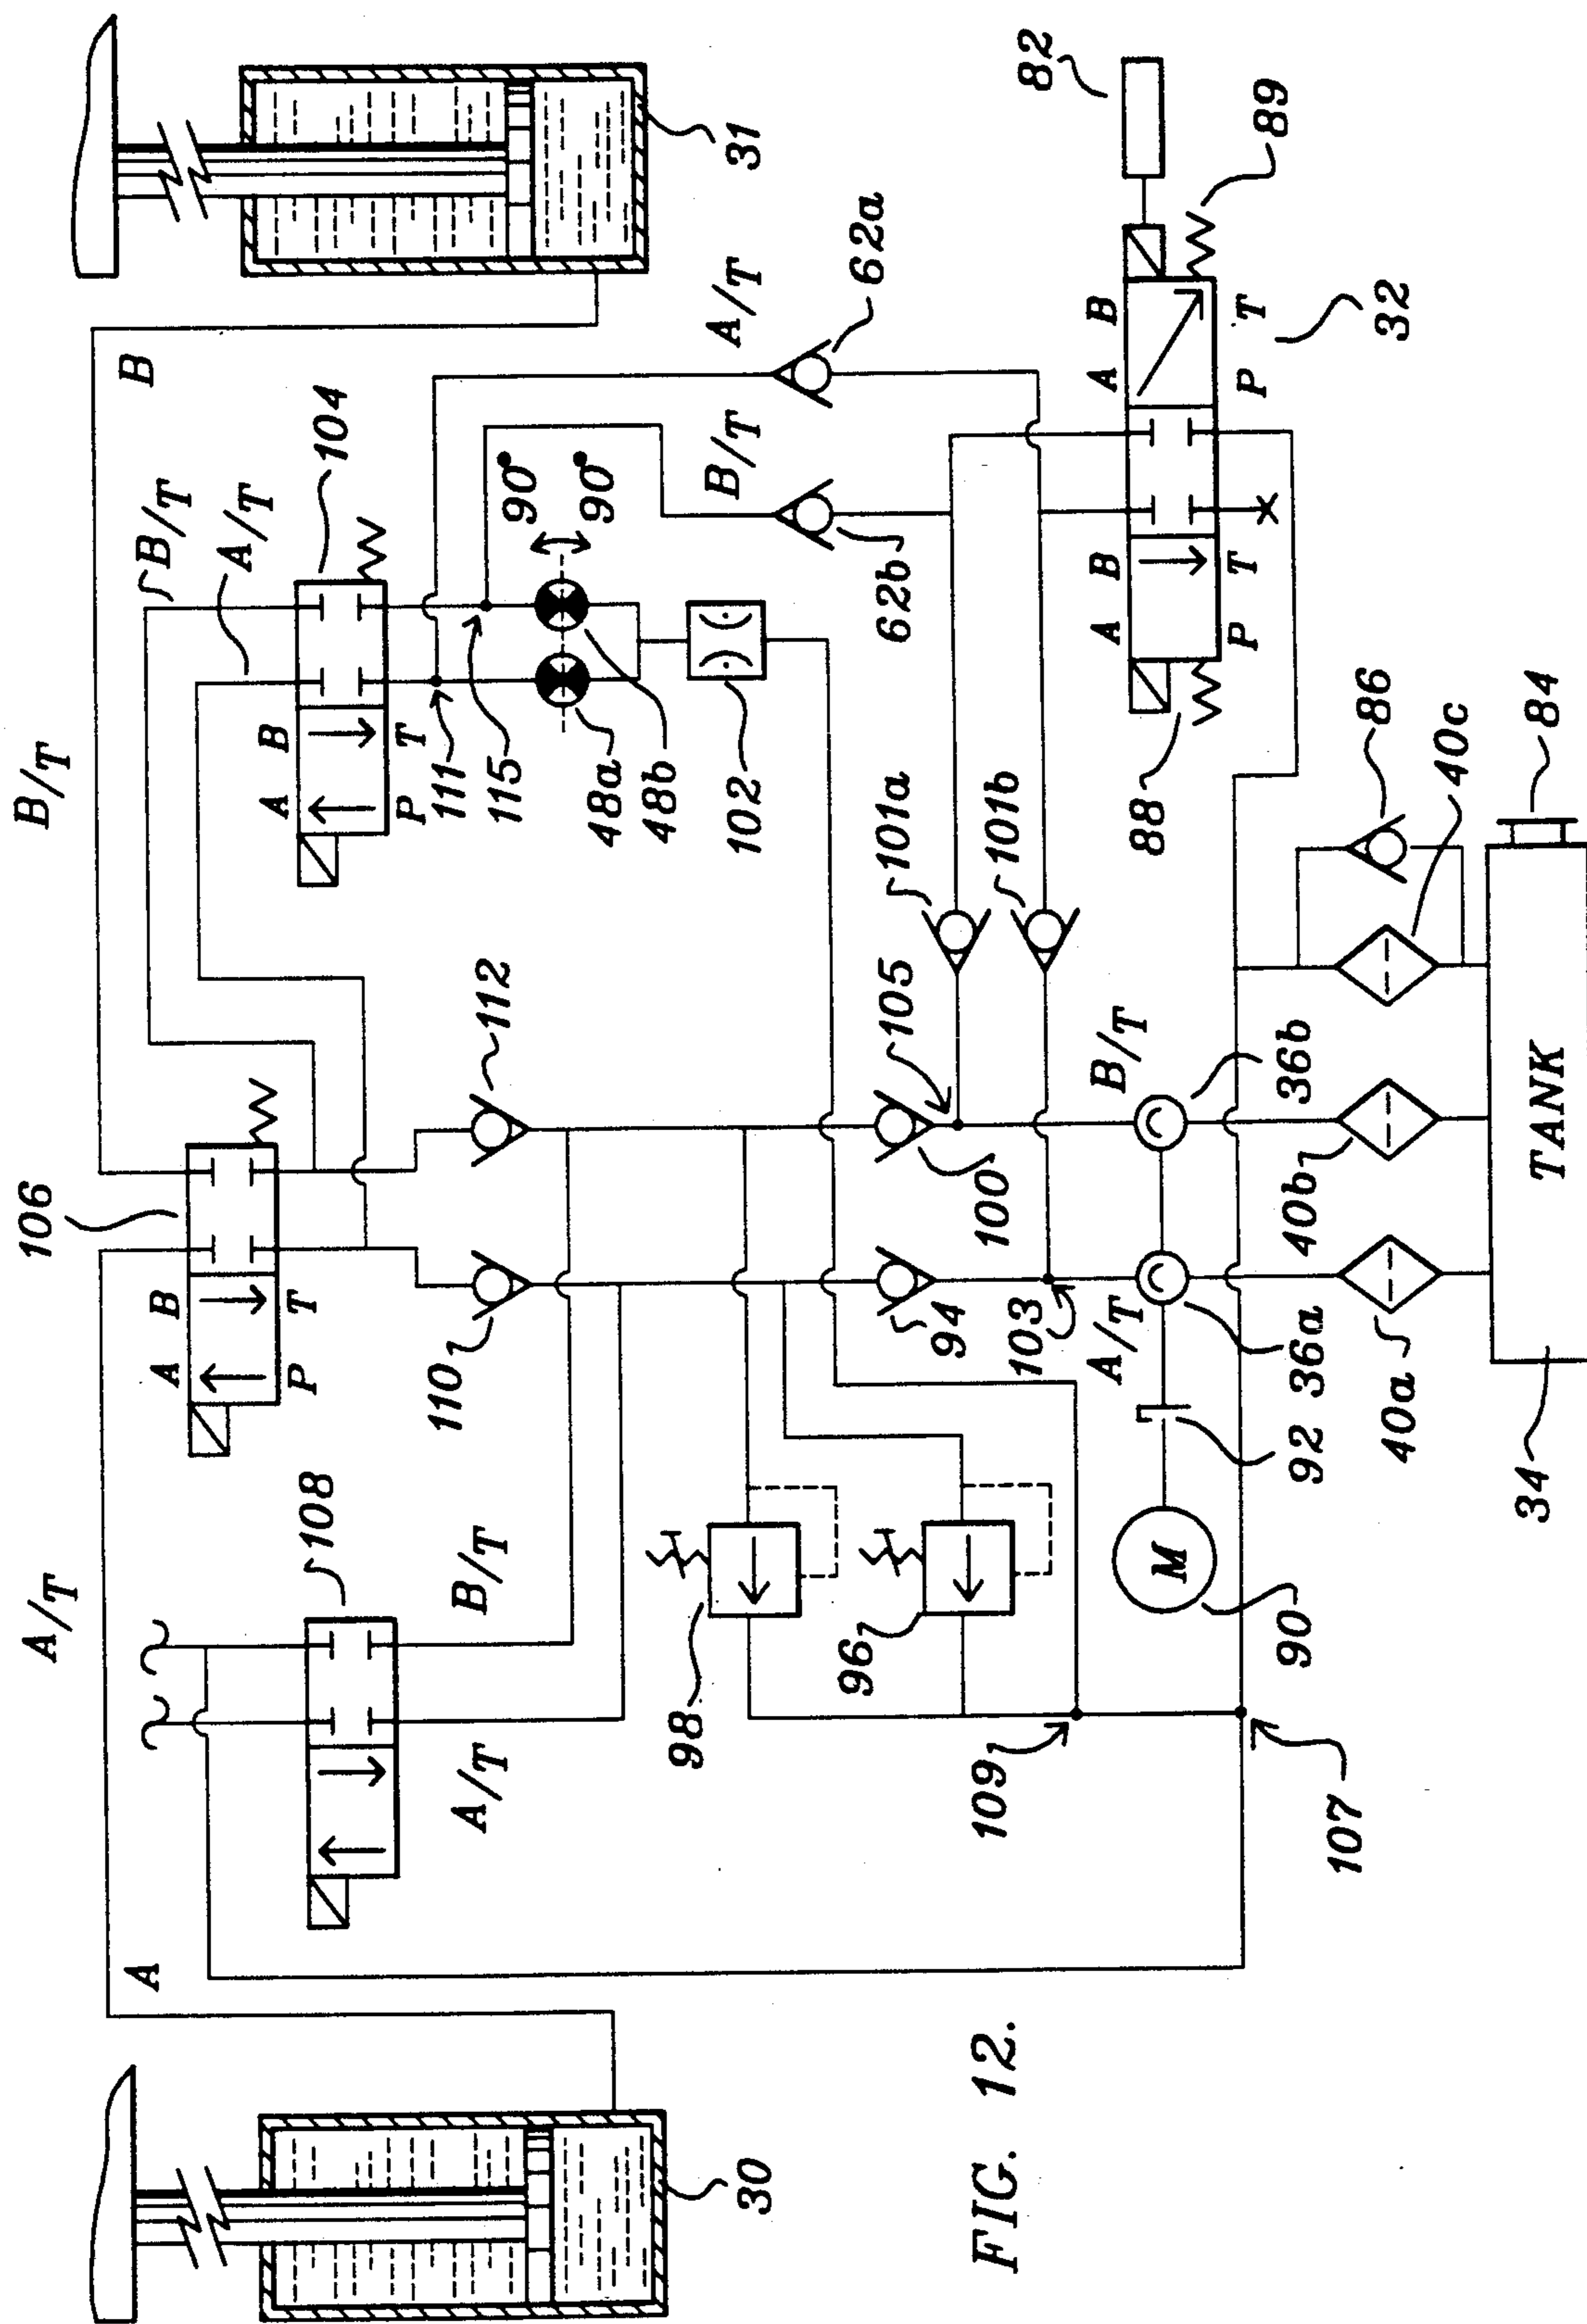 A/T
106
B/T
A
B
A B
B/T
A/T
P T
A B
108
104
P T
110
112
A/T
B/T
111
115
90°
90°
48a
48b
98
102
B/T
A/T
30
31
96
101a
62b
62a
94
105
109
100
101b
FIG. 12.
103
82
A/T
B/T
A B
A B
88
M
P T
P T
36b
89
90
92
36a
40b
107
86
32
40a
40c
34
TANK
84